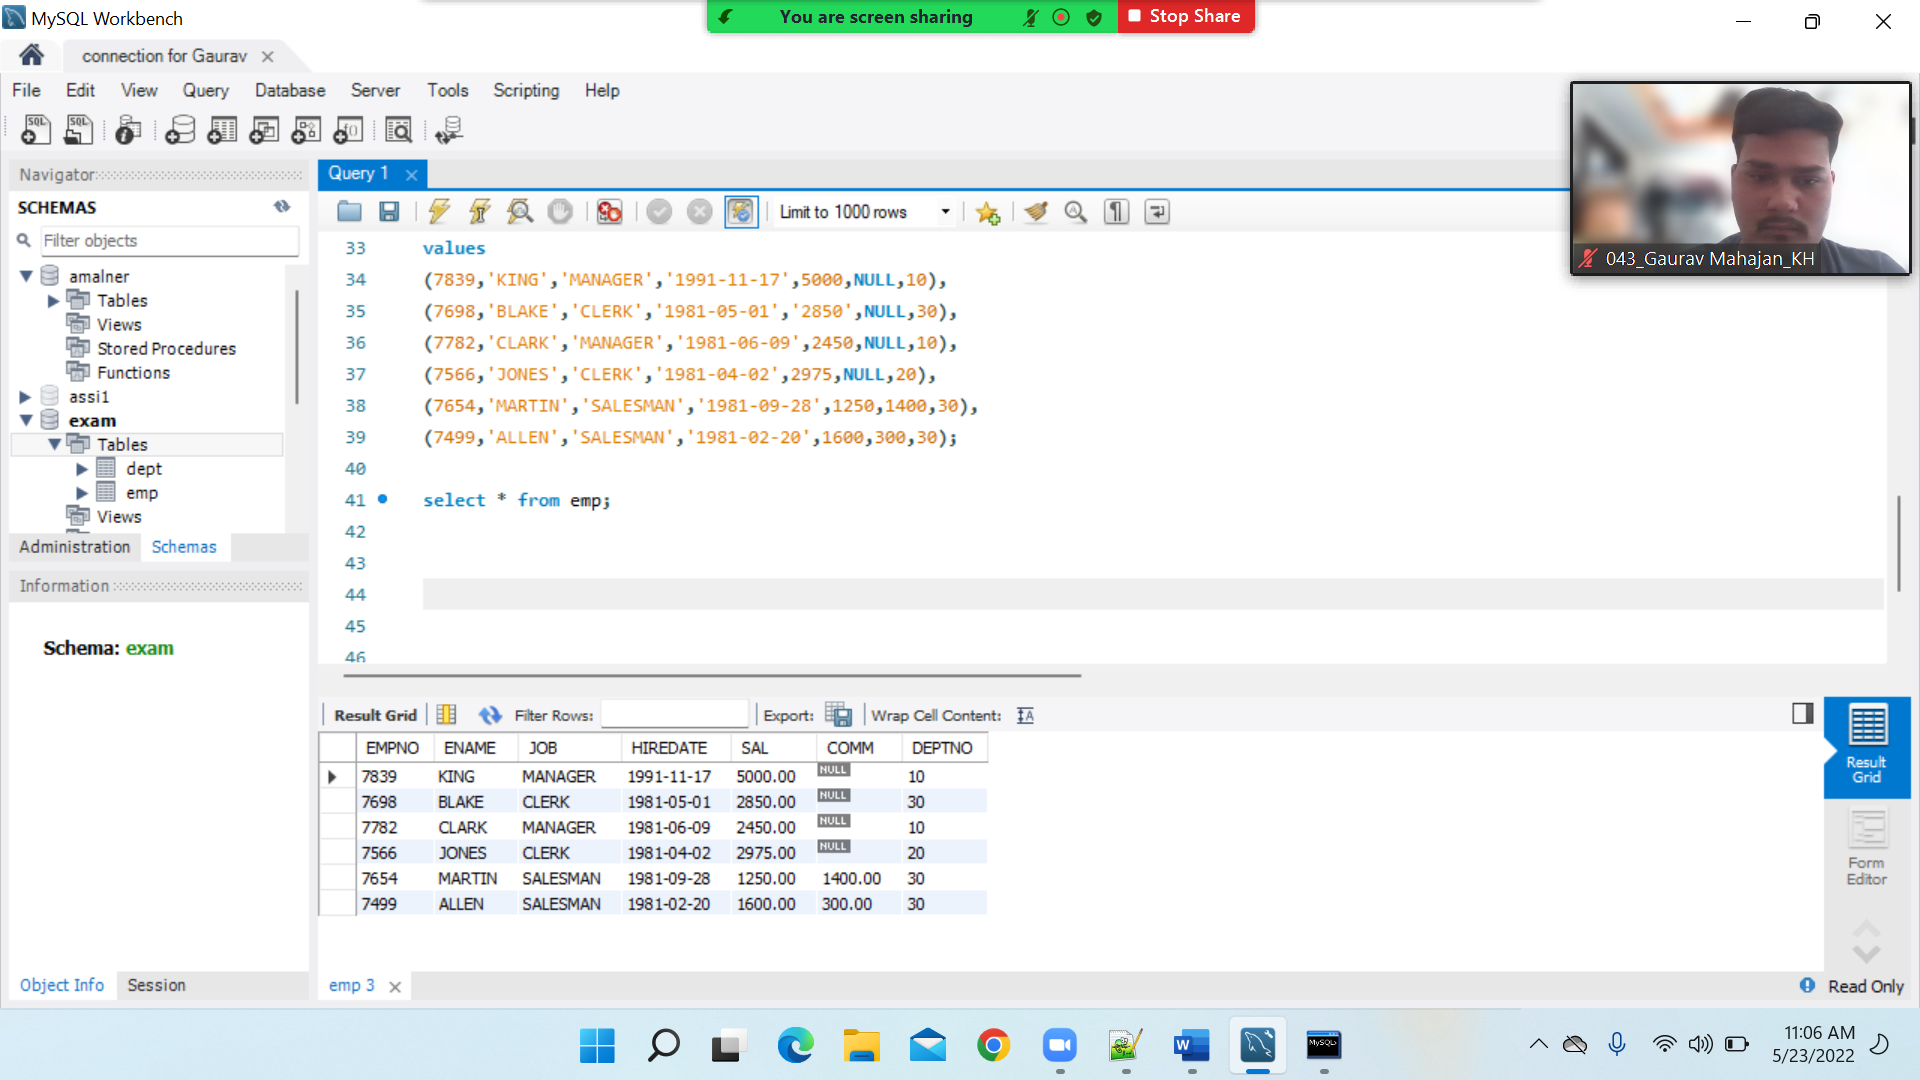 MySQL Workbench
You are screen sharing
Stop Share
connection for Gaurav
File Edit View Query Database Server Tools Scripting Help
043_Gaurav Mahajan_KH
Navigator
SCHEMAS
Filter objects
amalner
Tables
Views
Stored Procedures
Functions
assi1
exam
Tables
dept
emp
Views
Administration Schemas
Information
Schema: exam
Object Info Session
Query 1
Limit to 1000 rows
33 values
34 (7839,'KING','MANAGER','1991-11-17',5000,NULL,10),
35 (7698,'BLAKE','CLERK','1981-05-01','2850',NULL,30),
36 (7782,'CLARK','MANAGER','1981-06-09',2450,NULL,10),
37 (7566,'JONES','CLERK','1981-04-02',2975,NULL,20),
38 (7654,'MARTIN','SALESMAN','1981-09-28',1250,1400,30),
39 (7499,'ALLEN','SALESMAN','1981-02-20',1600,300,30);
40
41 select * from emp;
42
43
44
45
46
Result Grid Filter Rows: Export: Wrap Cell Content:
EMPNO ENAME JOB HIREDATE SAL COMM DEPTNO
7839 KING MANAGER 1991-11-17 5000.00 NULL 10
7698 BLAKE CLERK 1981-05-01 2850.00 NULL 30
7782 CLARK MANAGER 1981-06-09 2450.00 NULL 10
7566 JONES CLERK 1981-04-02 2975.00 NULL 20
7654 MARTIN SALESMAN 1981-09-28 1250.00 1400.00 30
7499 ALLEN SALESMAN 1981-02-20 1600.00 300.00 30
Result
Grid
Form
Editor
emp 3
Read Only
11:06 AM
5/23/2022